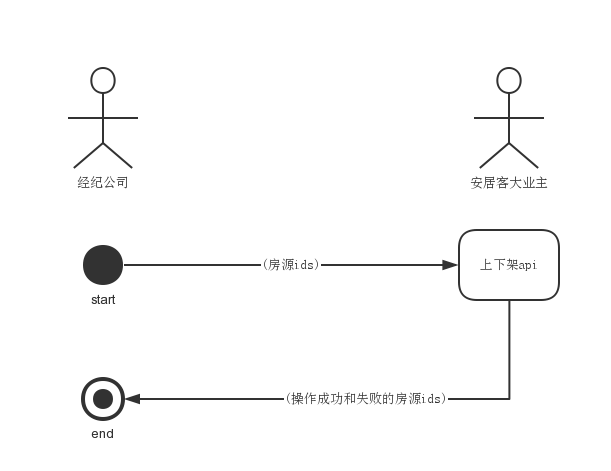 经纪公司
安居客大业主
(房源ids)
上下架api
start
(操作成功和失败的房源ids)
end